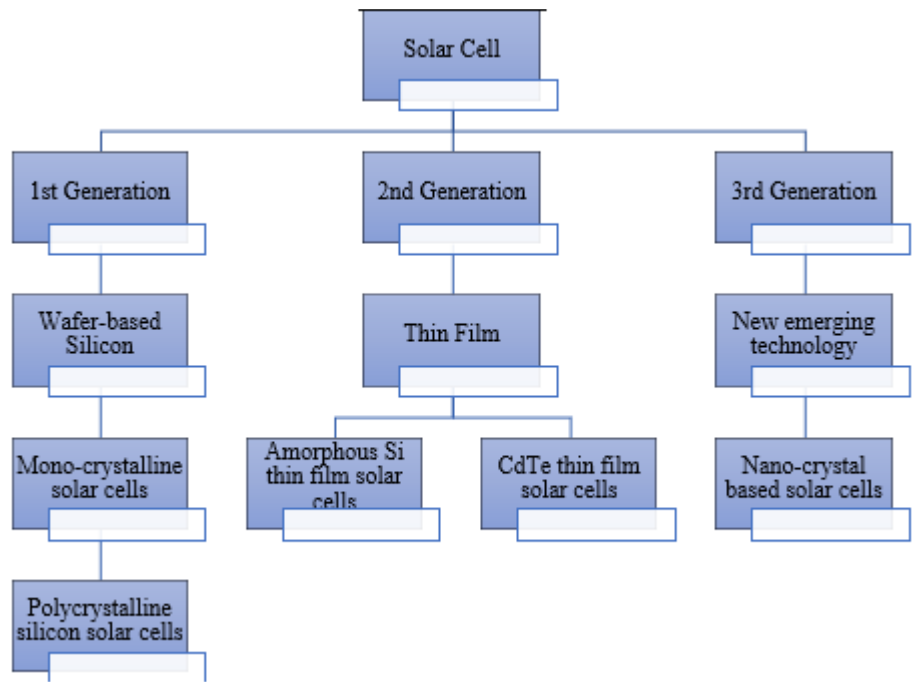 Solar Cell
1st Generation
2nd Generation
3rd Generation
Wafer-based
Silicon
Thin Film
New emerging
technology
Mono-crystalline
solar cells
Amorphous Si
thin film solar
cells
CdTe thin film
solar cells
Nano-crystal
based solar cells
Polycrystalline
silicon solar cells